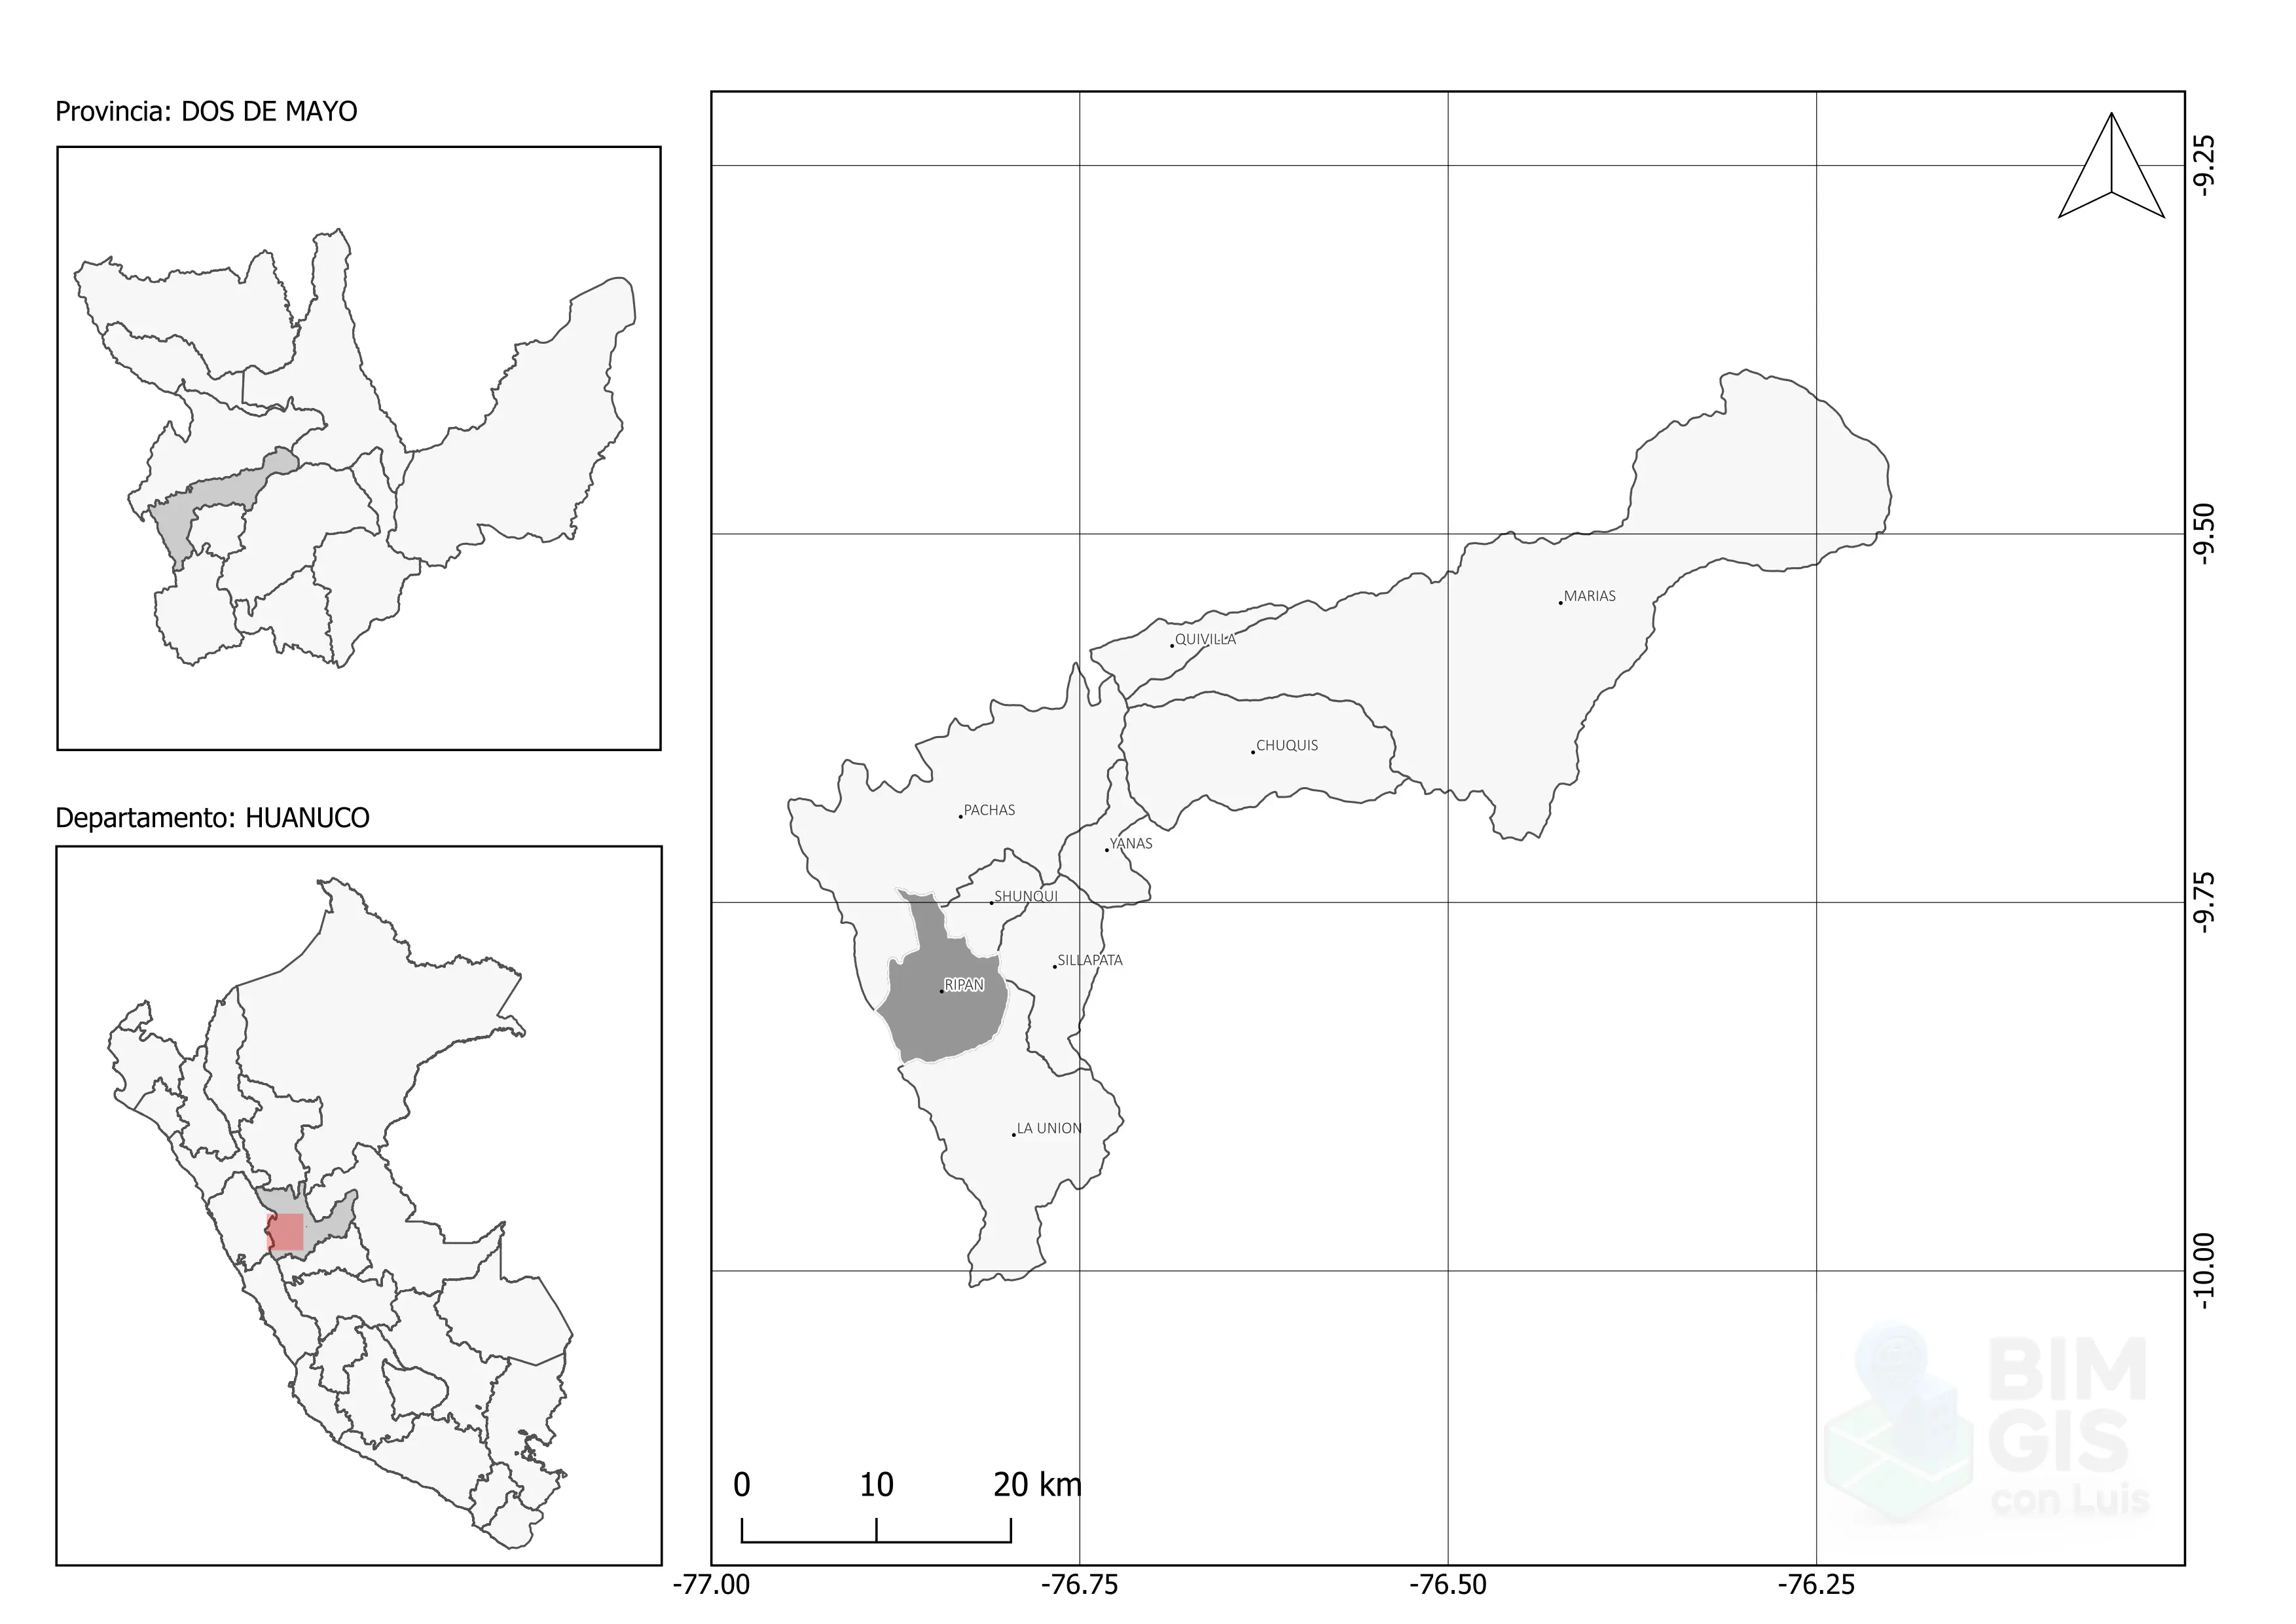 Provincia: DOS DE MAYO
Departamento: HUANUCO
-9.25
-9.50
-9.75
-10.00
MARIAS
QUIVILLA
CHUQUIS
PACHAS
YANAS
SHUNQUI
SILLAPATA
RIPAN
LA UNION
BIM
GIS
con Luis
0 10 20 km
-77.00 -76.75 -76.50 -76.25